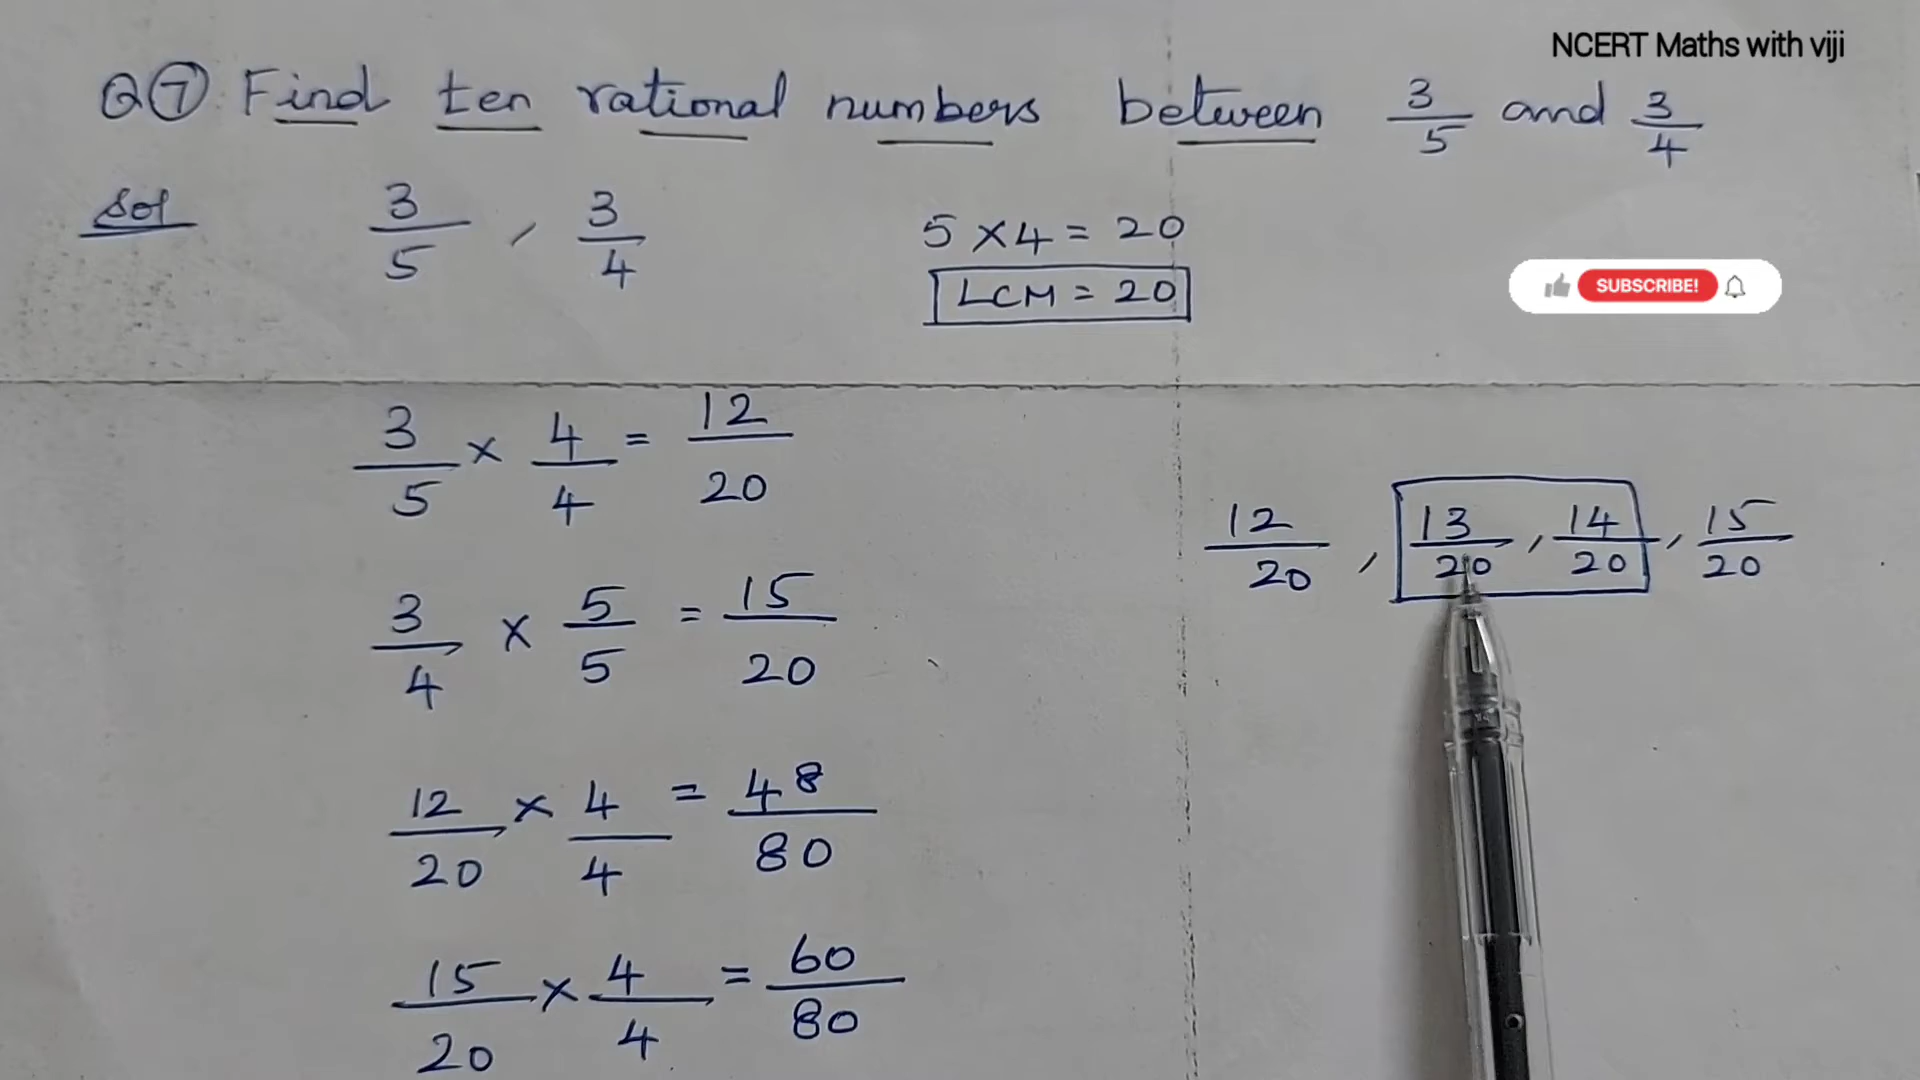 NCERT Maths with viji
Q⑦ Find ten rational numbers between 3/5 and 3/4
Sol 3/5 , 3/4 5 × 4 = 20
LCM = 20
SUBSCRIBE!
3/5 × 4/4 = 12/20
12/20 , 13/20 , 14/20 , 15/20
3/4 × 5/5 = 15/20
12/20 × 4/4 = 48/80
15/20 × 4/4 = 60/80